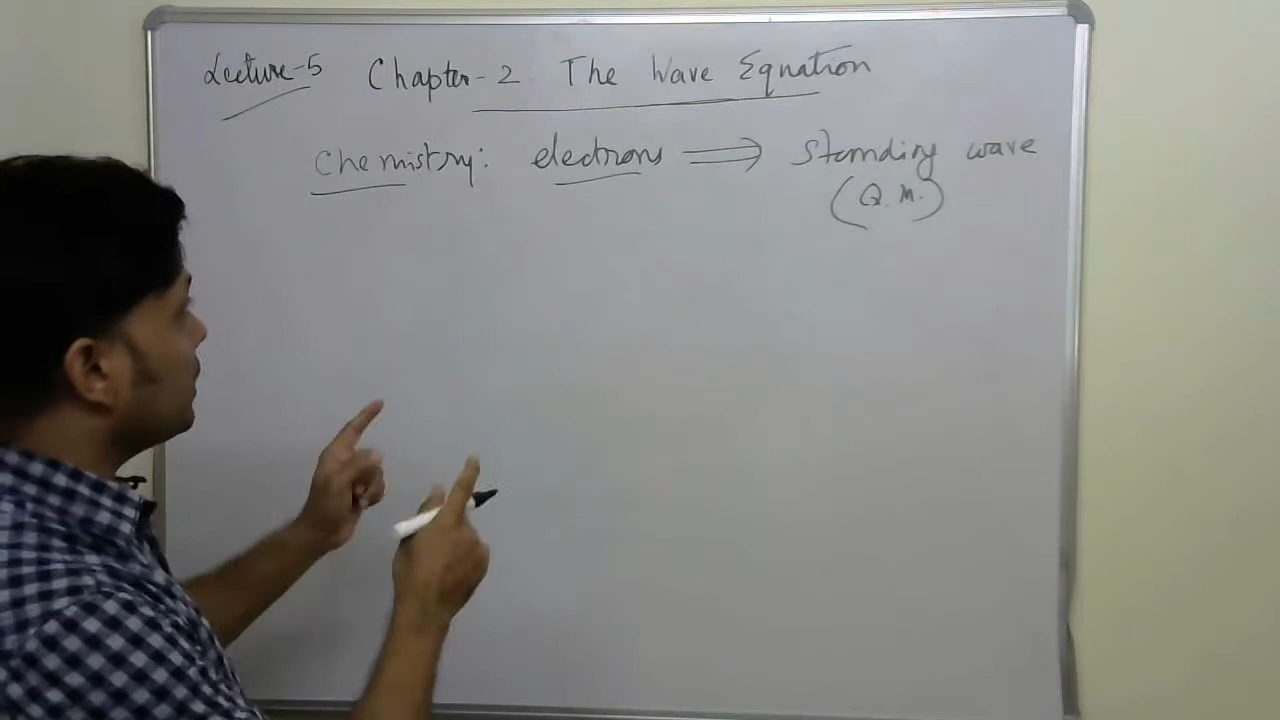 Lecture-5 Chapter-2 The Wave Equation
Chemistry: electrons ⟹ Standing wave
(Q.M.)